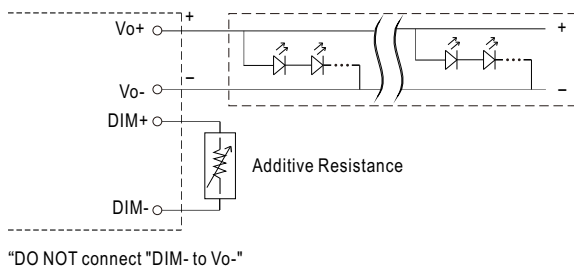 Vo+
+
+
Vo-
–
–
DIM+
Additive Resistance
DIM-
“DO NOT connect "DIM- to Vo-"